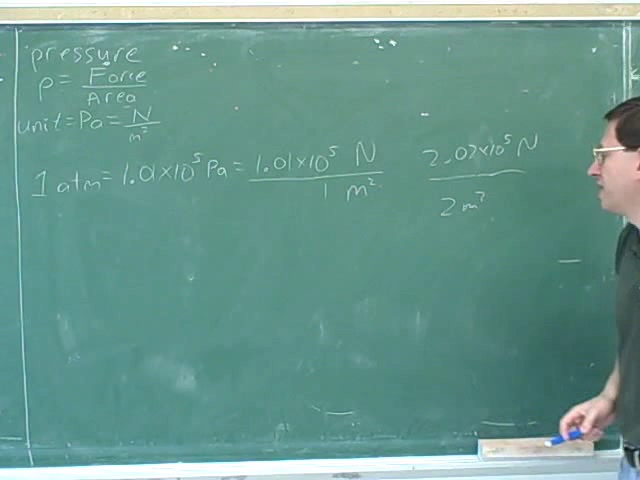 pressure
P = Force / Area
unit = Pa = N / m²
1 atm = 1.01×10⁵ Pa = 1.01×10⁵ N / 1 m² 2.02×10⁵ N / 2 m²